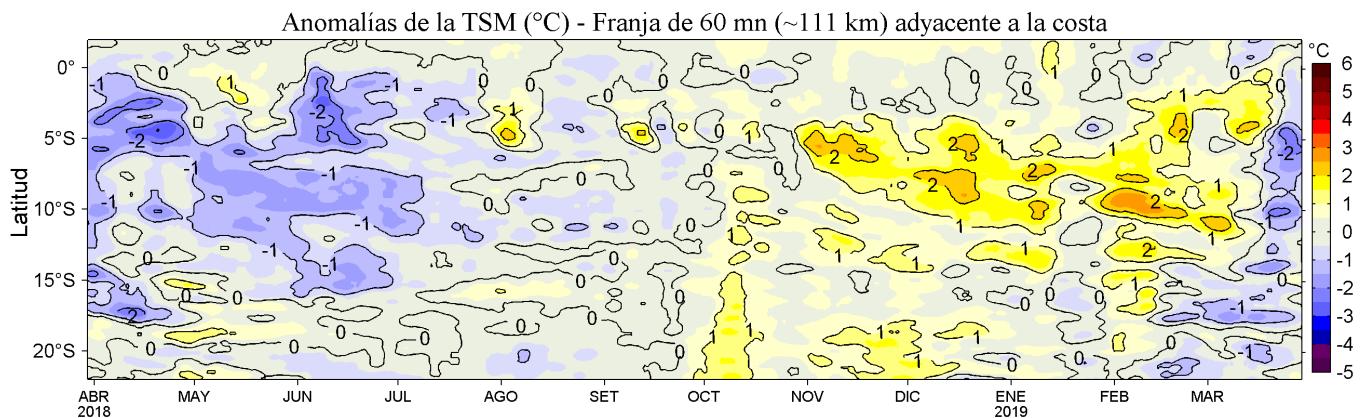 Anomalías de la TSM (°C) - Franja de 60 mn (~111 km) adyacente a la costa
°C
Latitud
0°
5°S
10°S
15°S
20°S
ABR MAY JUN JUL AGO SET OCT NOV DIC ENE FEB MAR
2018 2019
6
5
4
3
2
1
0
-1
-2
-3
-4
-5